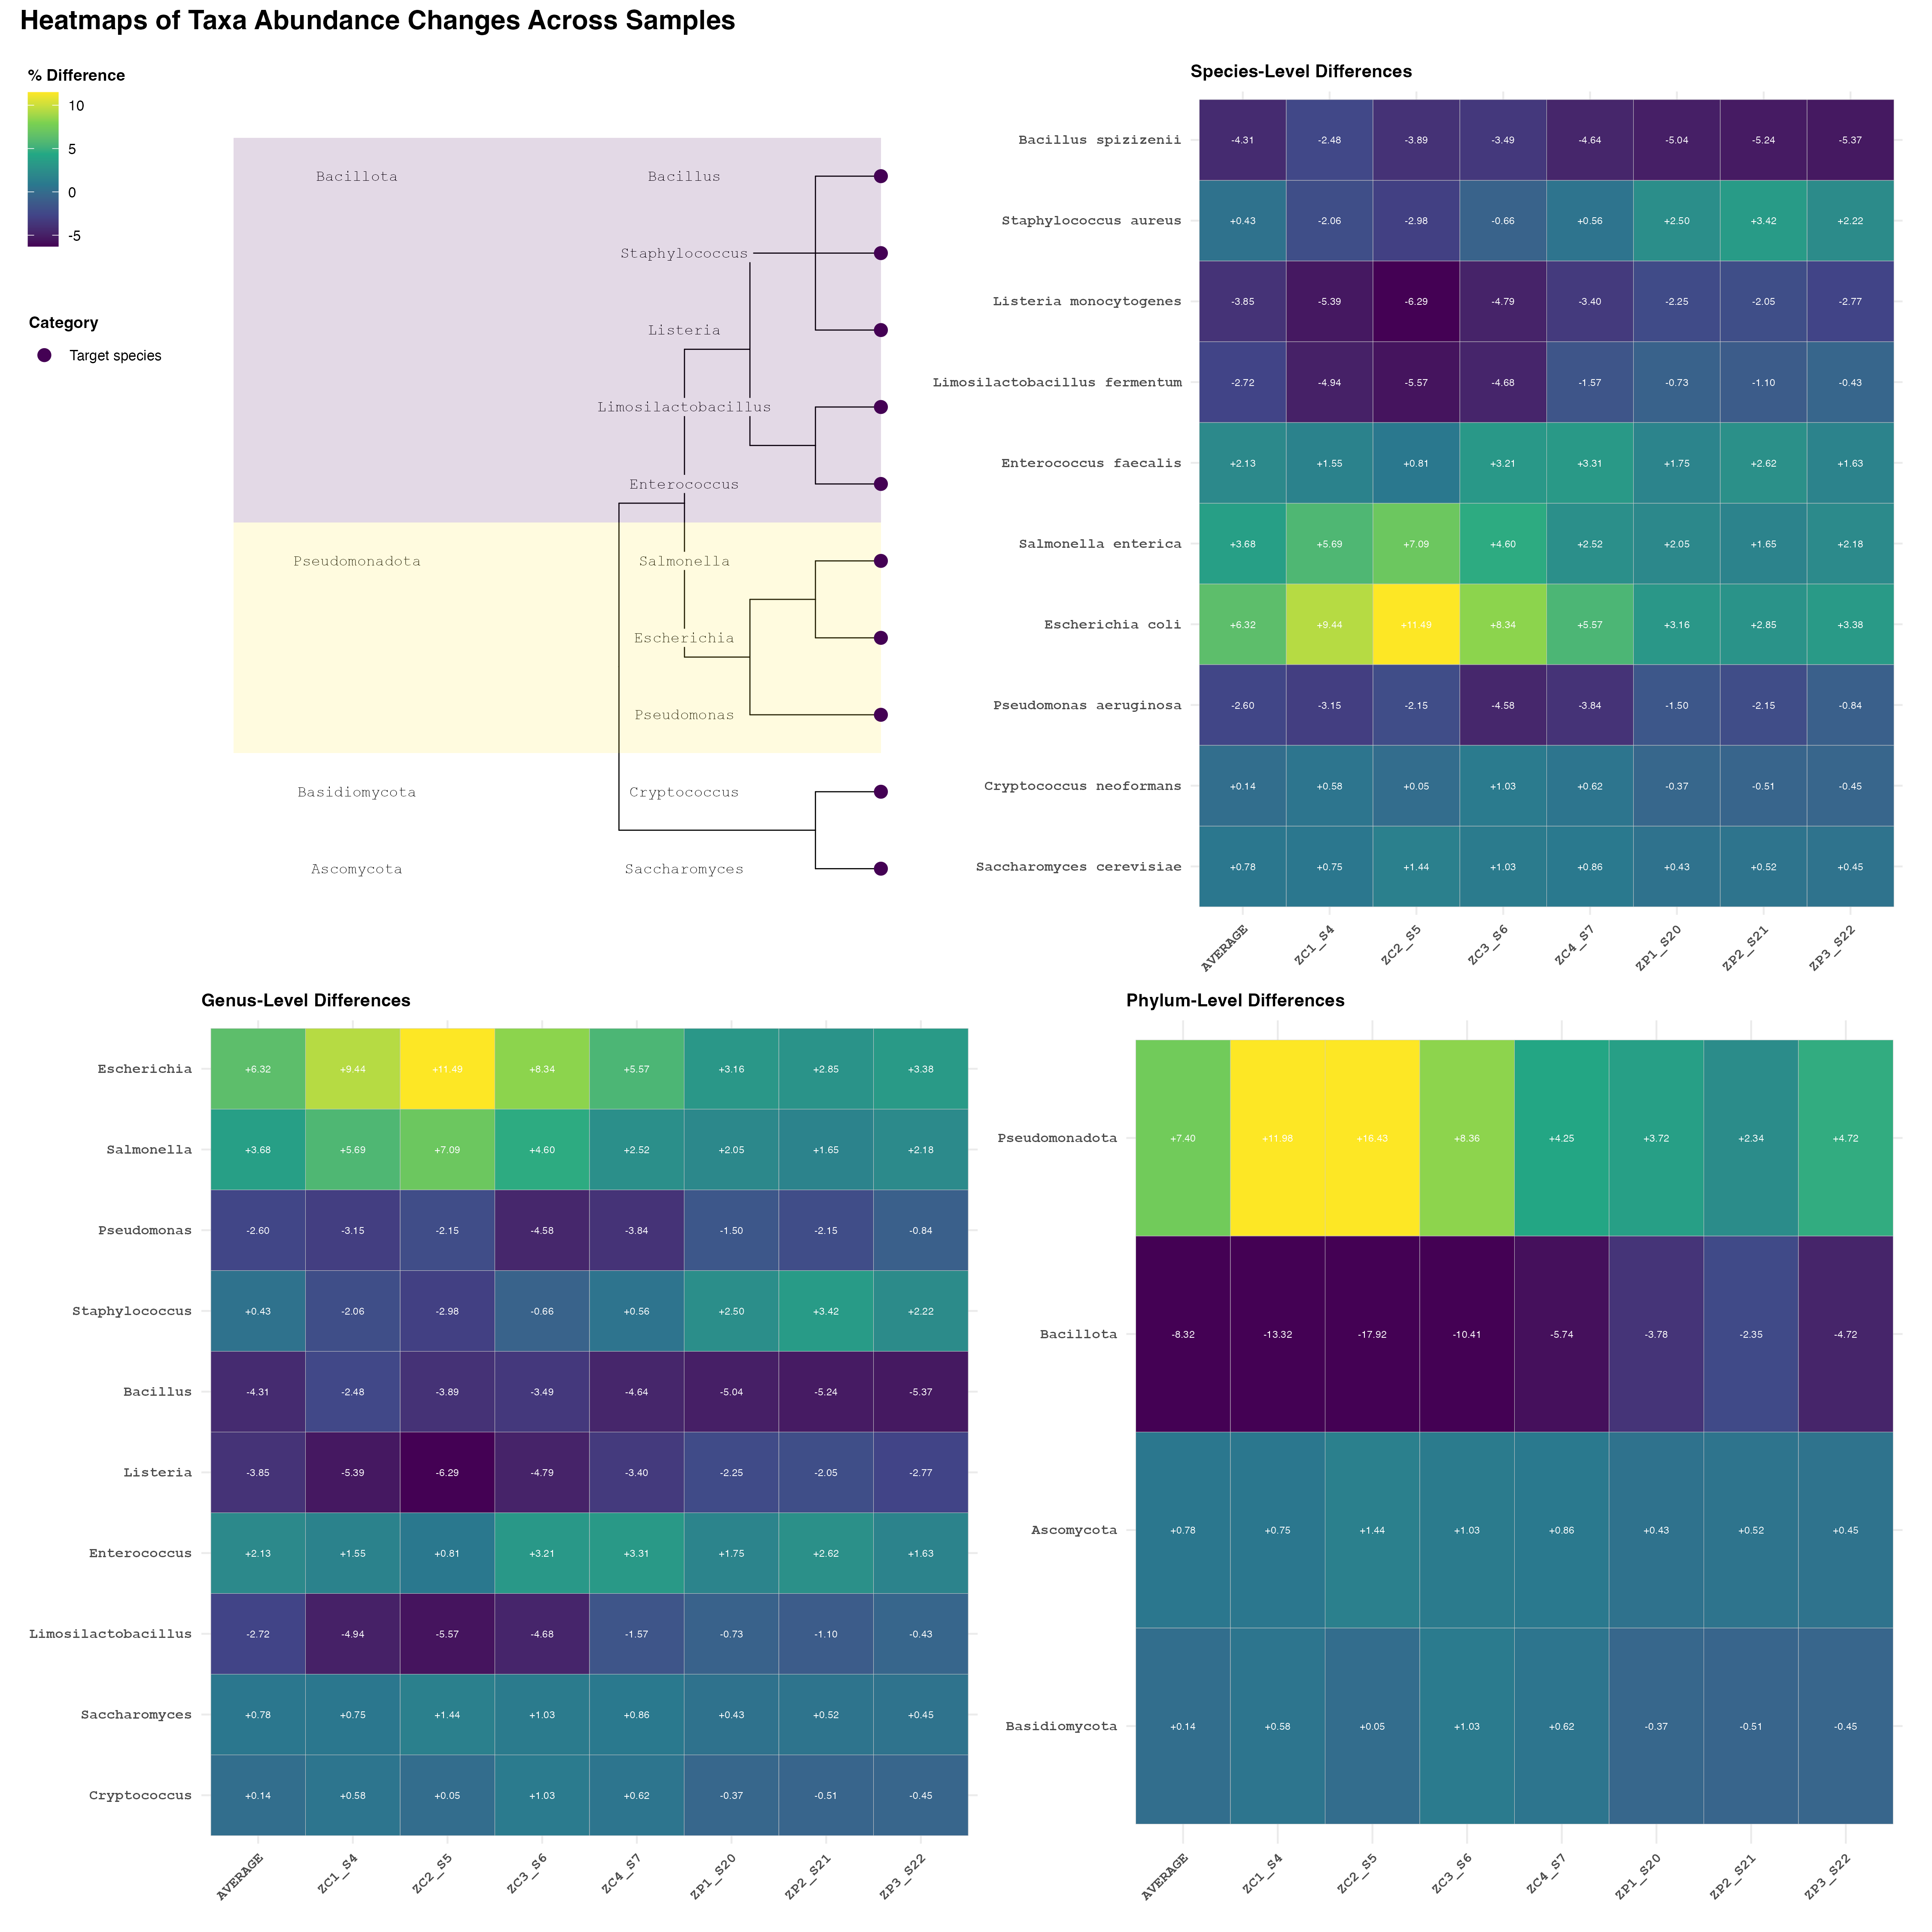 Heatmaps of Taxa Abundance Changes Across Samples
% Difference
10
5
0
-5
Category
Target species
Bacillota
Bacillus
Staphylococcus
Listeria
Limosilactobacillus
Enterococcus
Pseudomonadota
Salmonella
Escherichia
Pseudomonas
Basidiomycota
Cryptococcus
Ascomycota
Saccharomyces
Species-Level Differences
Bacillus spizizenii -4.31 -2.48 -3.89 -3.49 -4.64 -5.04 -5.24 -5.37
Staphylococcus aureus +0.43 -2.06 -2.98 -0.66 +0.56 +2.50 +3.42 +2.22
Listeria monocytogenes -3.85 -5.39 -6.29 -4.79 -3.40 -2.25 -2.05 -2.77
Limosilactobacillus fermentum -2.72 -4.94 -5.57 -4.68 -1.57 -0.73 -1.10 -0.43
Enterococcus faecalis +2.13 +1.55 +0.81 +3.21 +3.31 +1.75 +2.62 +1.63
Salmonella enterica +3.68 +5.69 +7.09 +4.60 +2.52 +2.05 +1.65 +2.18
Escherichia coli +6.32 +9.44 +11.49 +8.34 +5.57 +3.16 +2.85 +3.38
Pseudomonas aeruginosa -2.60 -3.15 -2.15 -4.58 -3.84 -1.50 -2.15 -0.84
Cryptococcus neoformans +0.14 +0.58 +0.05 +1.03 +0.62 -0.37 -0.51 -0.45
Saccharomyces cerevisiae +0.78 +0.75 +1.44 +1.03 +0.86 +0.43 +0.52 +0.45
AVERAGE ZC1_S4 ZC2_S5 ZC3_S6 ZC4_S7 ZP1_S20 ZP2_S21 ZP3_S22
Genus-Level Differences
Escherichia +6.32 +9.44 +11.49 +8.34 +5.57 +3.16 +2.85 +3.38
Salmonella +3.68 +5.69 +7.09 +4.60 +2.52 +2.05 +1.65 +2.18
Pseudomonas -2.60 -3.15 -2.15 -4.58 -3.84 -1.50 -2.15 -0.84
Staphylococcus +0.43 -2.06 -2.98 -0.66 +0.56 +2.50 +3.42 +2.22
Bacillus -4.31 -2.48 -3.89 -3.49 -4.64 -5.04 -5.24 -5.37
Listeria -3.85 -5.39 -6.29 -4.79 -3.40 -2.25 -2.05 -2.77
Enterococcus +2.13 +1.55 +0.81 +3.21 +3.31 +1.75 +2.62 +1.63
Limosilactobacillus -2.72 -4.94 -5.57 -4.68 -1.57 -0.73 -1.10 -0.43
Saccharomyces +0.78 +0.75 +1.44 +1.03 +0.86 +0.43 +0.52 +0.45
Cryptococcus +0.14 +0.58 +0.05 +1.03 +0.62 -0.37 -0.51 -0.45
AVERAGE ZC1_S4 ZC2_S5 ZC3_S6 ZC4_S7 ZP1_S20 ZP2_S21 ZP3_S22
Phylum-Level Differences
Pseudomonadota +7.40 +11.98 +16.43 +8.36 +4.25 +3.72 +2.34 +4.72
Bacillota -8.32 -13.32 -17.92 -10.41 -5.74 -3.78 -2.35 -4.72
Ascomycota +0.78 +0.75 +1.44 +1.03 +0.86 +0.43 +0.52 +0.45
Basidiomycota +0.14 +0.58 +0.05 +1.03 +0.62 -0.37 -0.51 -0.45
AVERAGE ZC1_S4 ZC2_S5 ZC3_S6 ZC4_S7 ZP1_S20 ZP2_S21 ZP3_S22